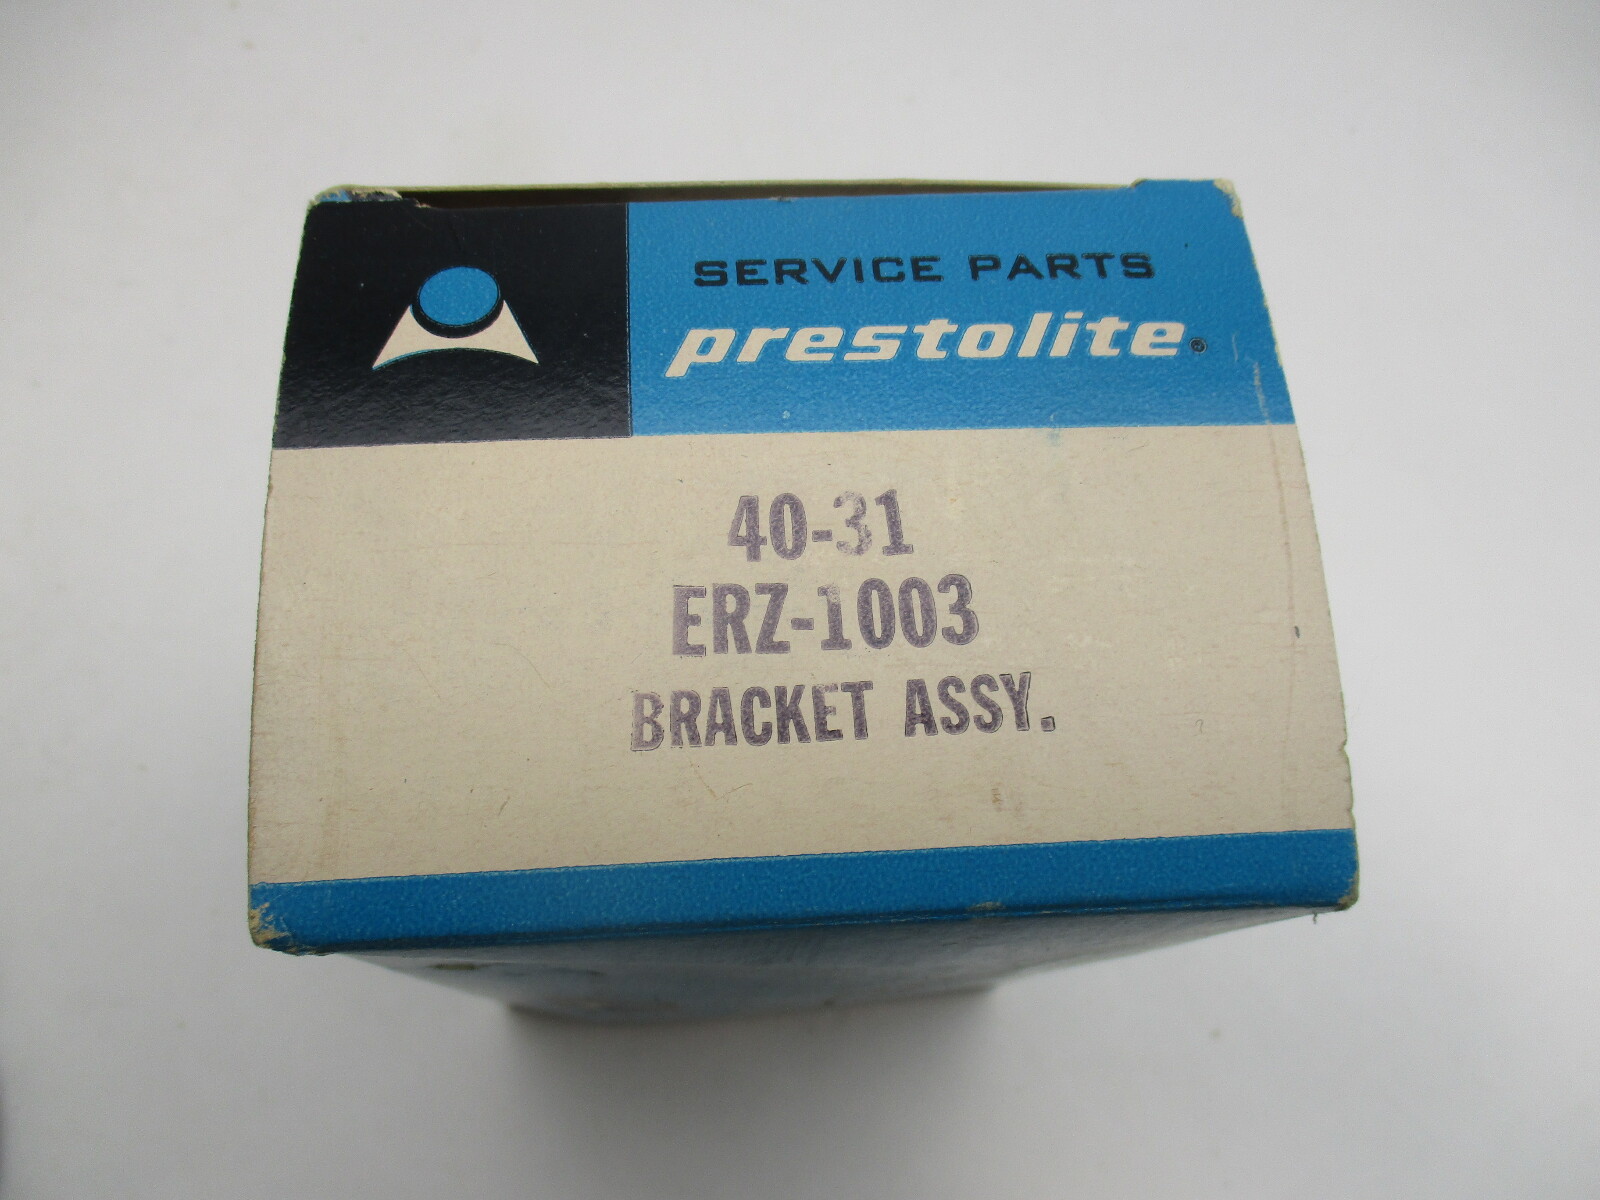 SERVICE PARTS
prestolite®
40-31
ERZ-1003
BRACKET ASSY.